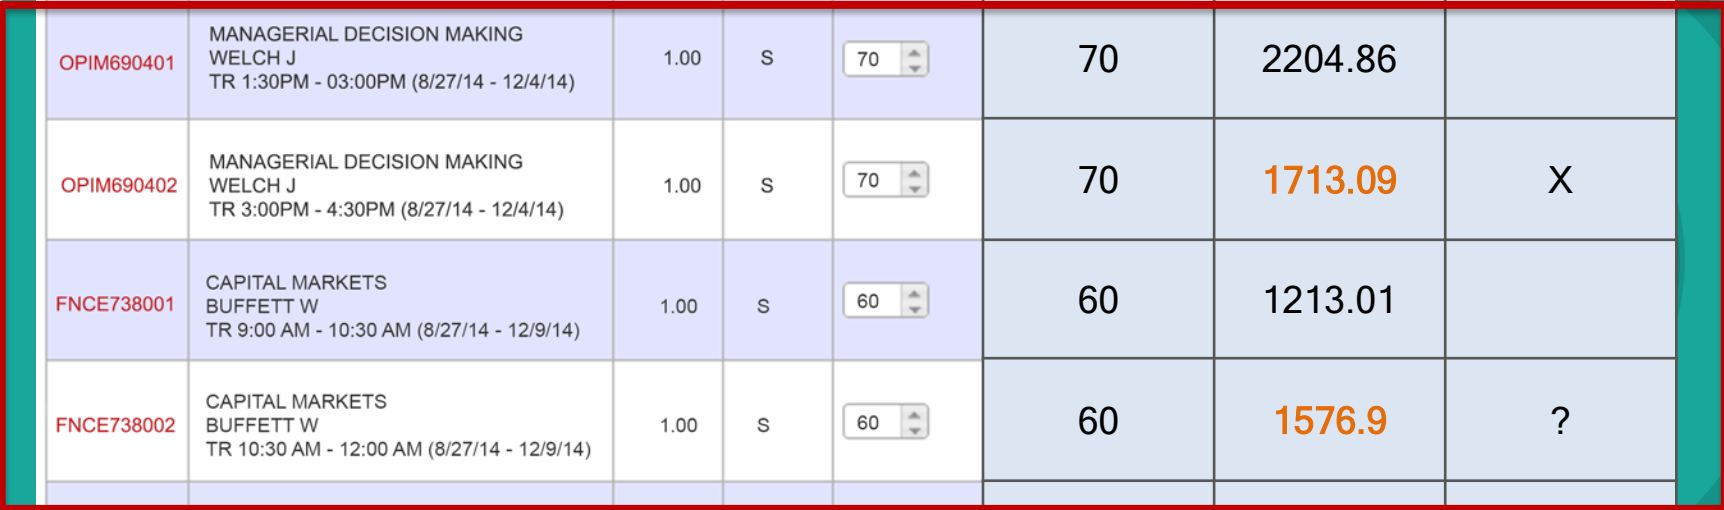 OPIM690401
MANAGERIAL DECISION MAKING
WELCH J
TR 1:30PM - 03:00PM (8/27/14 - 12/4/14)
1.00
S
70
70
2204.86
OPIM690402
MANAGERIAL DECISION MAKING
WELCH J
TR 3:00PM - 4:30PM (8/27/14 - 12/4/14)
1.00
S
70
70
1713.09
X
FNCE738001
CAPITAL MARKETS
BUFFETT W
TR 9:00 AM - 10:30 AM (8/27/14 - 12/9/14)
1.00
S
60
60
1213.01
FNCE738002
CAPITAL MARKETS
BUFFETT W
TR 10:30 AM - 12:00 AM (8/27/14 - 12/9/14)
1.00
S
60
60
1576.9
?